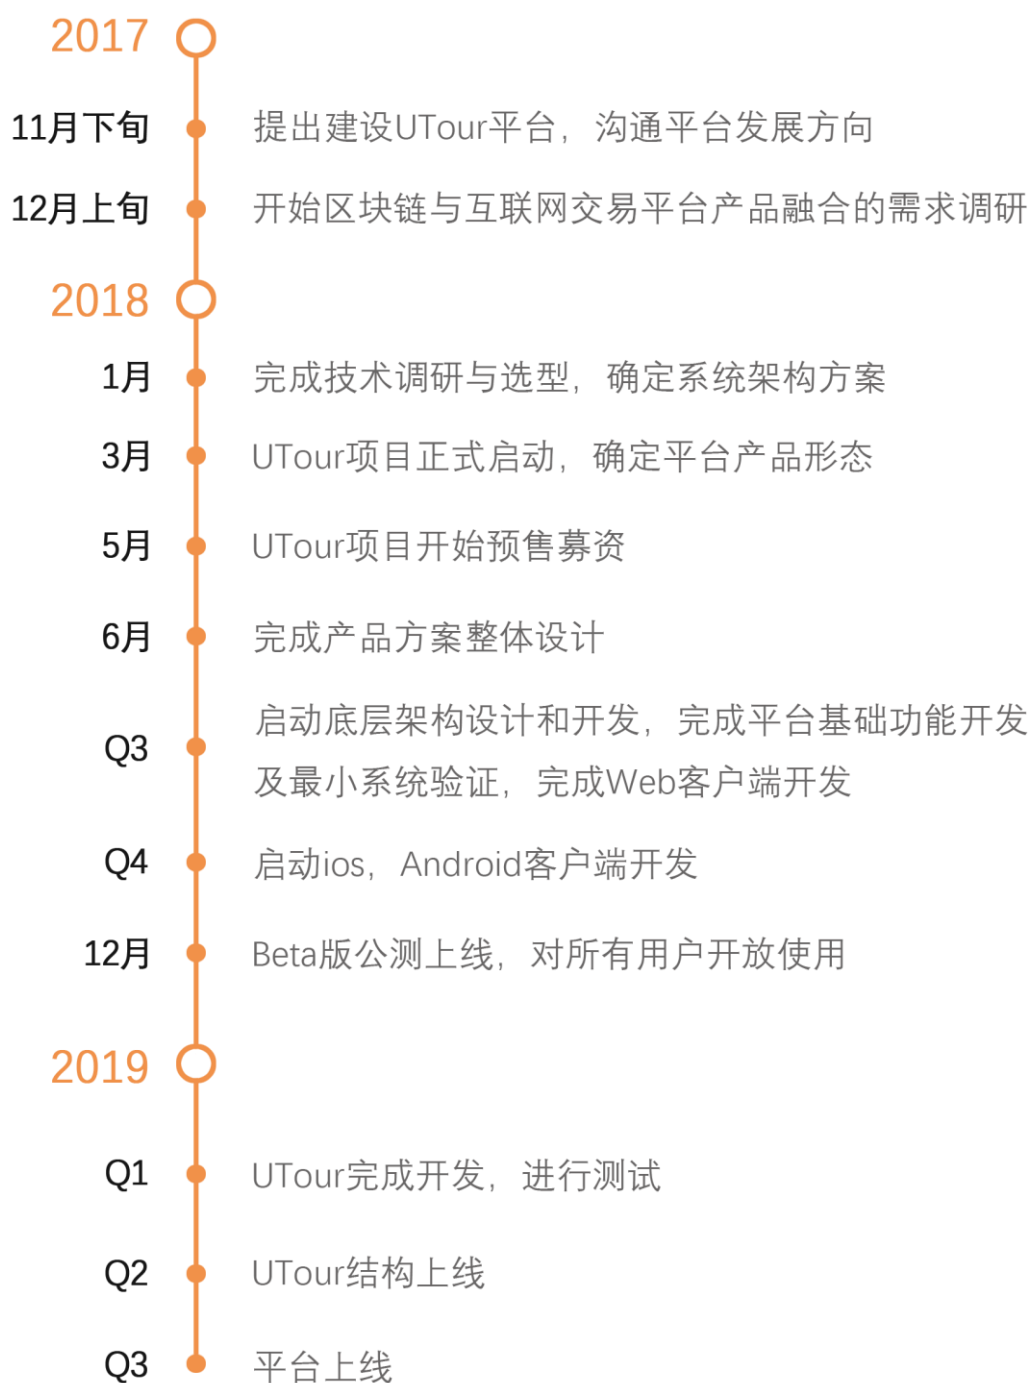 2017
11月下旬 提出建设UTour平台，沟通平台发展方向
12月上旬 开始区块链与互联网交易平台产品融合的需求调研
2018
1月 完成技术调研与选型，确定系统架构方案
3月 UTour项目正式启动，确定平台产品形态
5月 UTour项目开始预售募资
6月 完成产品方案整体设计
Q3 启动底层架构设计和开发，完成平台基础功能开发
及最小系统验证，完成Web客户端开发
Q4 启动ios，Android客户端开发
12月 Beta版公测上线，对所有用户开放使用
2019
Q1 UTour完成开发，进行测试
Q2 UTour结构上线
Q3 平台上线